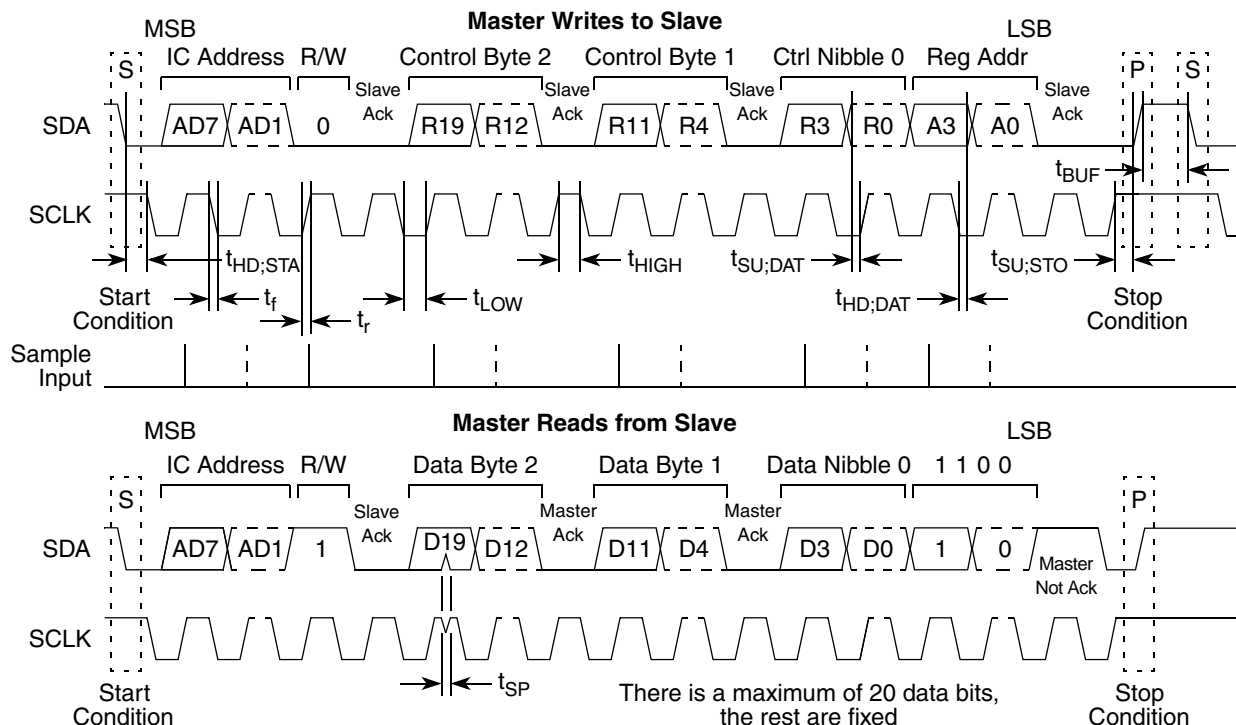 Master Writes to Slave
MSB LSB
S IC Address R/W Slave Ack Control Byte 2 Slave Ack Control Byte 1 Slave Ack Ctrl Nibble 0 Reg Addr Slave Ack P S
SDA AD7 AD1 0 R19 R12 R11 R4 R3 R0 A3 A0
tBUF
SCLK
tHD;STA tHIGH tSU;DAT tSU;STO
Start Condition tf tr tLOW tHD;DAT Stop Condition
Sample Input
Master Reads from Slave
MSB LSB
S IC Address R/W Slave Ack Data Byte 2 Master Ack Data Byte 1 Master Ack Data Nibble 0 1 1 0 0 P
SDA AD7 AD1 1 D19 D12 D11 D4 D3 D0 1 0 Master Not Ack
SCLK
tSP
Start Condition There is a maximum of 20 data bits, the rest are fixed Stop Condition